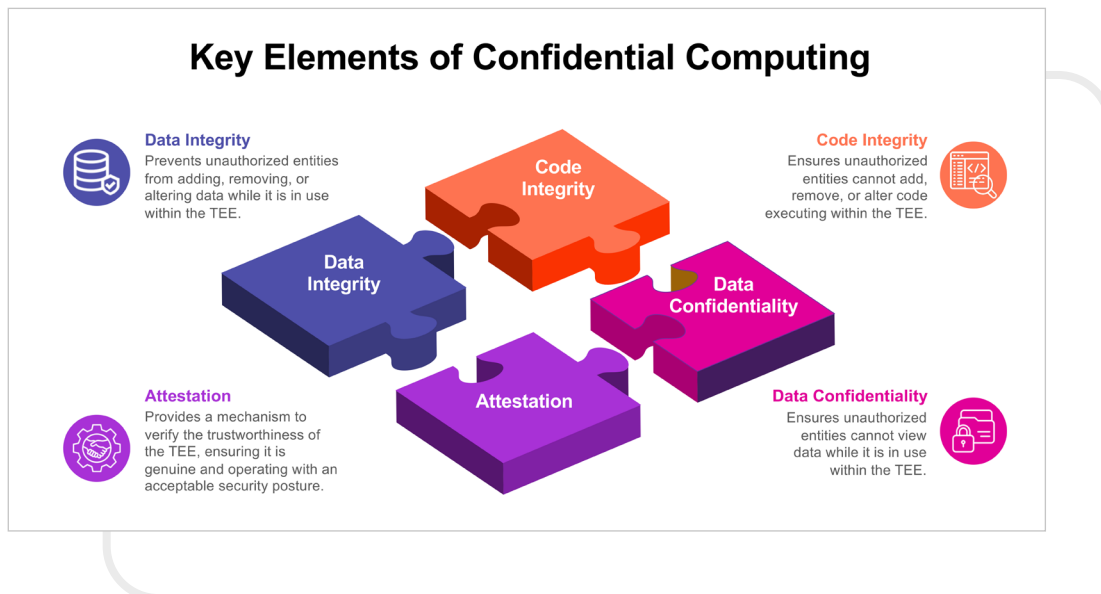 Key Elements of Confidential Computing
Data Integrity
Prevents unauthorized entities
from adding, removing, or
altering data while it is in use
within the TEE.
Code
Integrity
Code Integrity
Ensures unauthorized
entities cannot add,
remove, or alter code
executing within the TEE.
Data
Integrity
Data
Confidentiality
Attestation
Attestation
Provides a mechanism to
verify the trustworthiness of
the TEE, ensuring it is
genuine and operating with an
acceptable security posture.
Data Confidentiality
Ensures unauthorized
entities cannot view
data while it is in use
within the TEE.